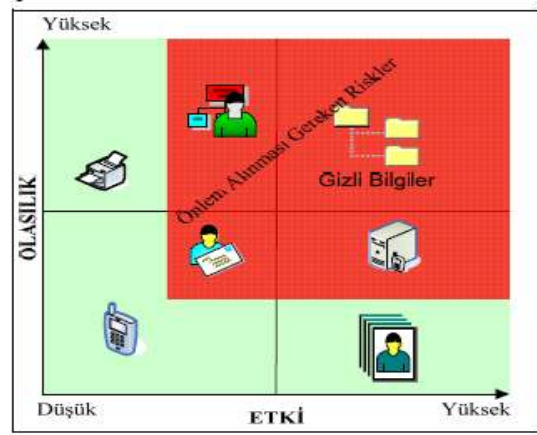 Yüksek
Önlem Alınması Gereken Riskler
Gizli Bilgiler
OLASILIK
Düşük
ETKİ
Yüksek